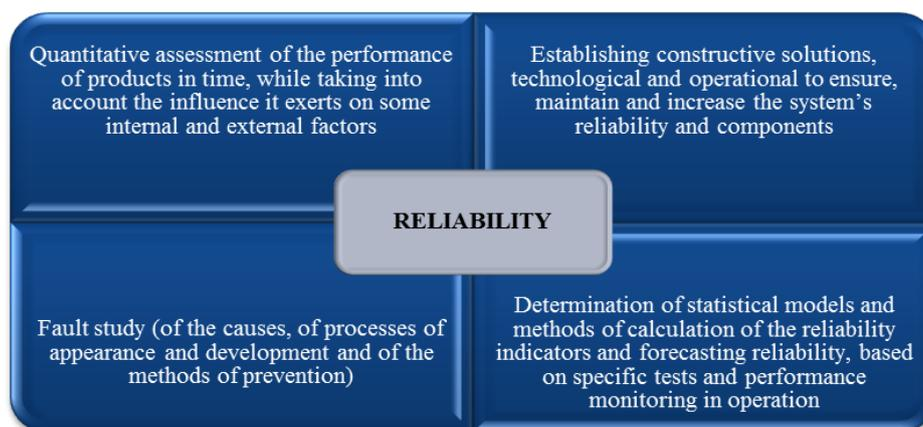 Quantitative assessment of the performance
of products in time, while taking into
account the influence it exerts on some
internal and external factors
Establishing constructive solutions,
technological and operational to ensure,
maintain and increase the system's
reliability and components
RELIABILITY
Fault study (of the causes, of processes of
appearance and development and of the
methods of prevention)
Determination of statistical models and
methods of calculation of the reliability
indicators and forecasting reliability, based
on specific tests and performance
monitoring in operation